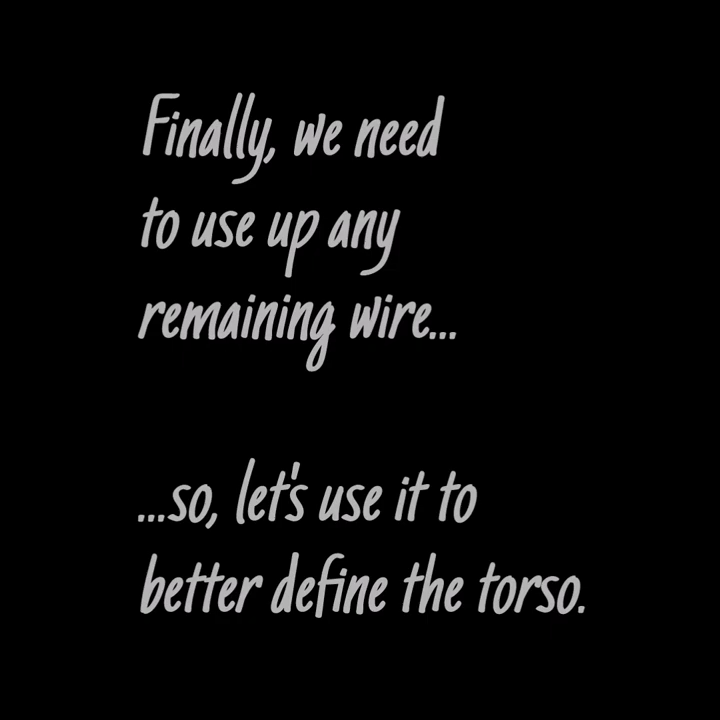 Finally, we need
to use up any
remaining wire...
...so, let's use it to
better define the torso.